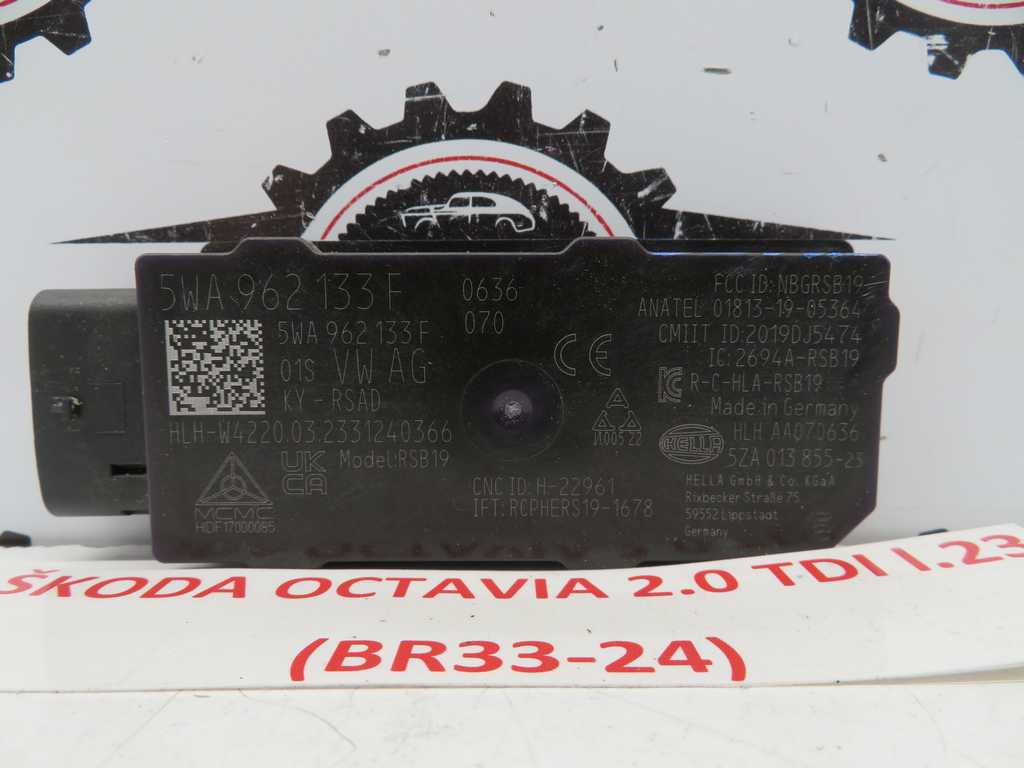 5WA 962 133 F
0636
070
5WA 962 133 F
01S VW AG
KY - RSAD
HLH-W4220.03.2331240366
Model:RSB19
UK
CA
MCMC
HIDF17000085
CE
A
J1005 22
CNC ID: H-22961
IFT: RCPHERS19-1678
FCC ID: NBGRSB19
ANATEL 01813-19-05364
CMIIT ID:2019DJ5474
IC: 2694A-RSB19
R-C-HLA-RSB19
Made in Germany
HLH AA070636
HELLA
5ZA 013 855-23
HELLA GmbH & Co. KGaA
Rixbecker Straße 75
59552 Lippstadt
Germany
ŠKODA OCTAVIA 2.0 TDI I.23
(BR33-24)